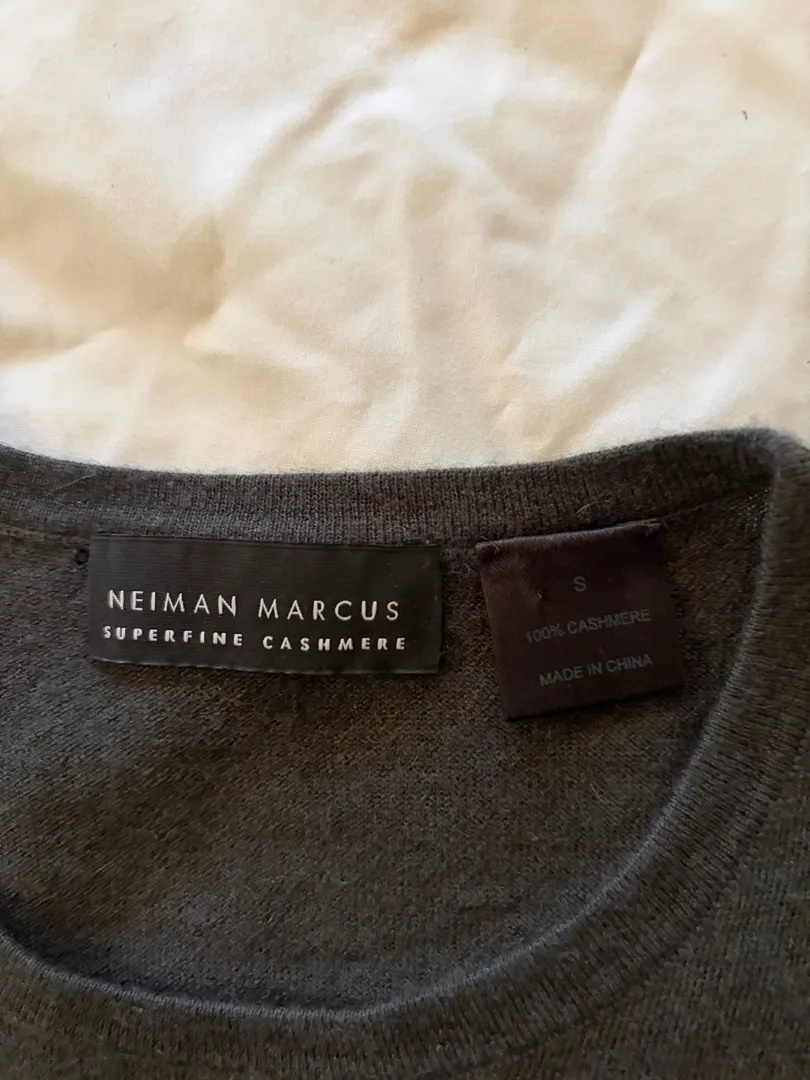 NEIMAN MARCUS
SUPERFINE CASHMERE
S
100% CASHMERE
MADE IN CHINA